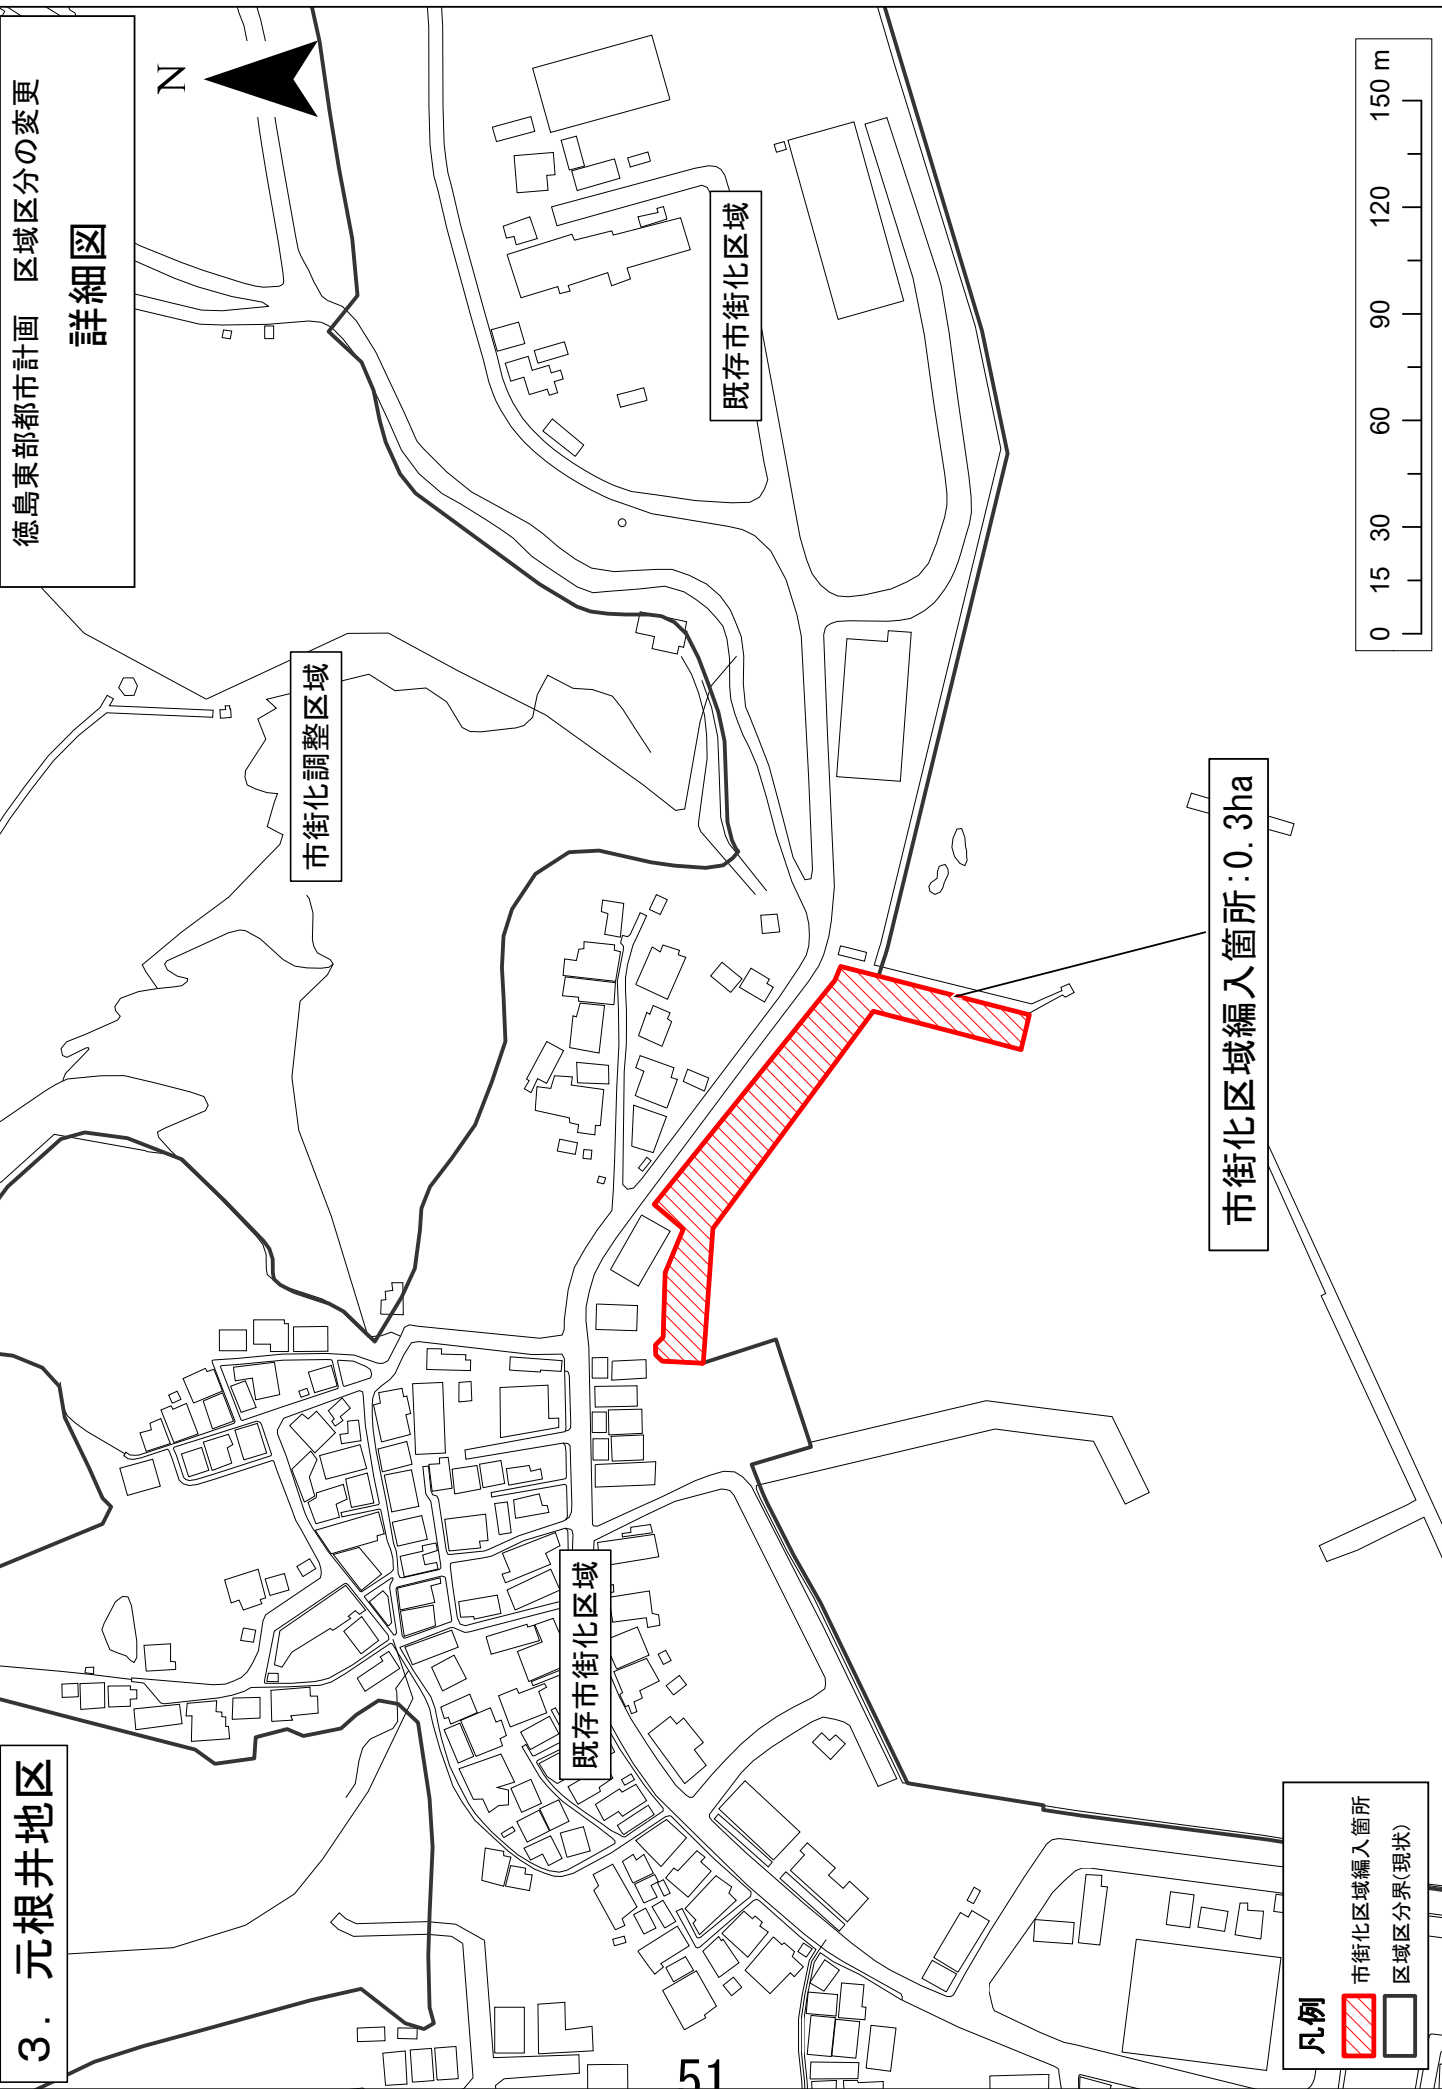 3. 元根井地区
徳島東部都市計画　区域区分の変更
詳細図
N
市街化調整区域
既存市街化区域
既存市街化区域
市街化区域編入箇所:0.3ha
凡例
市街化区域編入箇所
区域区分界(現状)
0 15 30 60 90 120 150 m
51